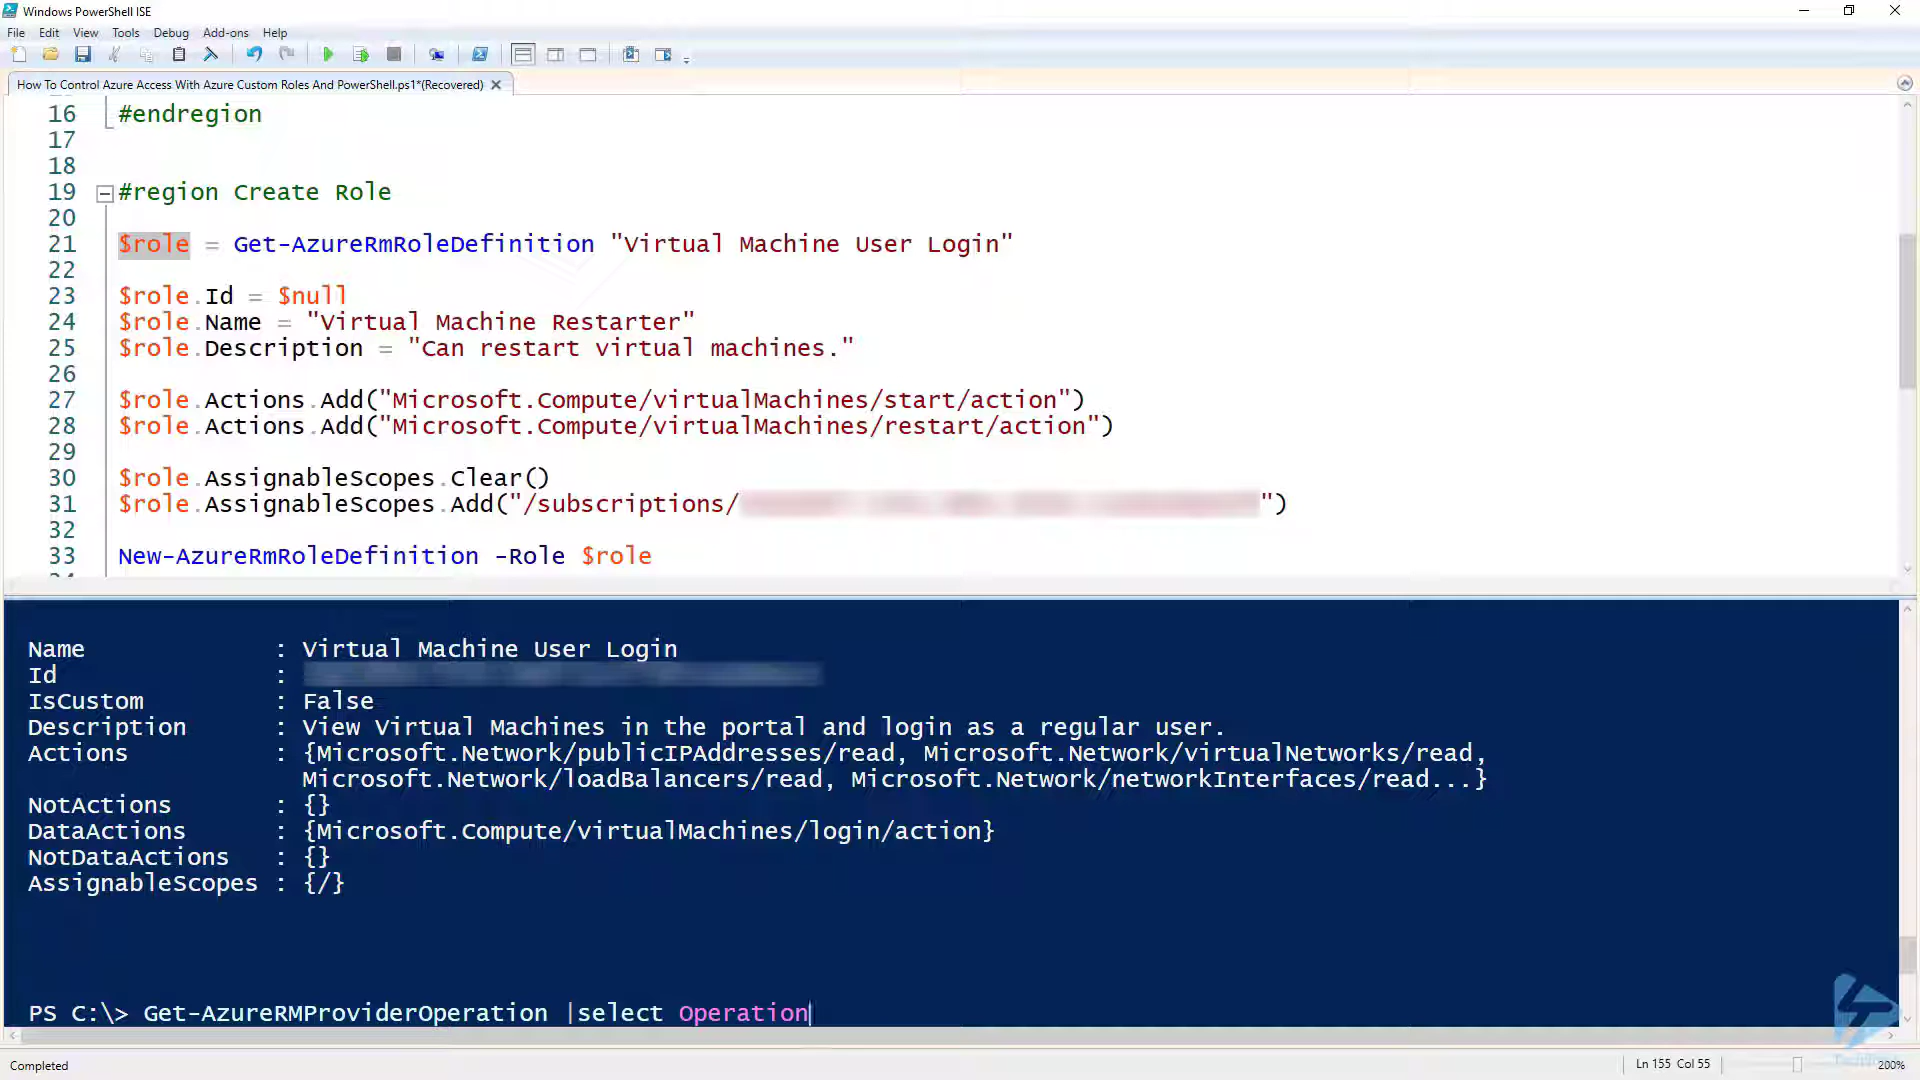 Windows PowerShell ISE
File Edit View Tools Debug Add-ons Help
How To Control Azure Access With Azure Custom Roles And PowerShell.ps1*(Recovered)
16 #endregion
17
18
19 #region Create Role
20
21 $role = Get-AzureRmRoleDefinition "Virtual Machine User Login"
22
23 $role.Id = $null
24 $role.Name = "Virtual Machine Restarter"
25 $role.Description = "Can restart virtual machines."
26
27 $role.Actions.Add("Microsoft.Compute/virtualMachines/start/action")
28 $role.Actions.Add("Microsoft.Compute/virtualMachines/restart/action")
29
30 $role.AssignableScopes.Clear()
31 $role.AssignableScopes.Add("/subscriptions/ ")
32
33 New-AzureRmRoleDefinition -Role $role
Name : Virtual Machine User Login
Id :
IsCustom : False
Description : View Virtual Machines in the portal and login as a regular user.
Actions : {Microsoft.Network/publicIPAddresses/read, Microsoft.Network/virtualNetworks/read,
Microsoft.Network/loadBalancers/read, Microsoft.Network/networkInterfaces/read...}
NotActions : {}
DataActions : {Microsoft.Compute/virtualMachines/login/action}
NotDataActions : {}
AssignableScopes : {/}
PS C:\> Get-AzureRMProviderOperation |select Operation
Completed
Ln 155 Col 55
200%